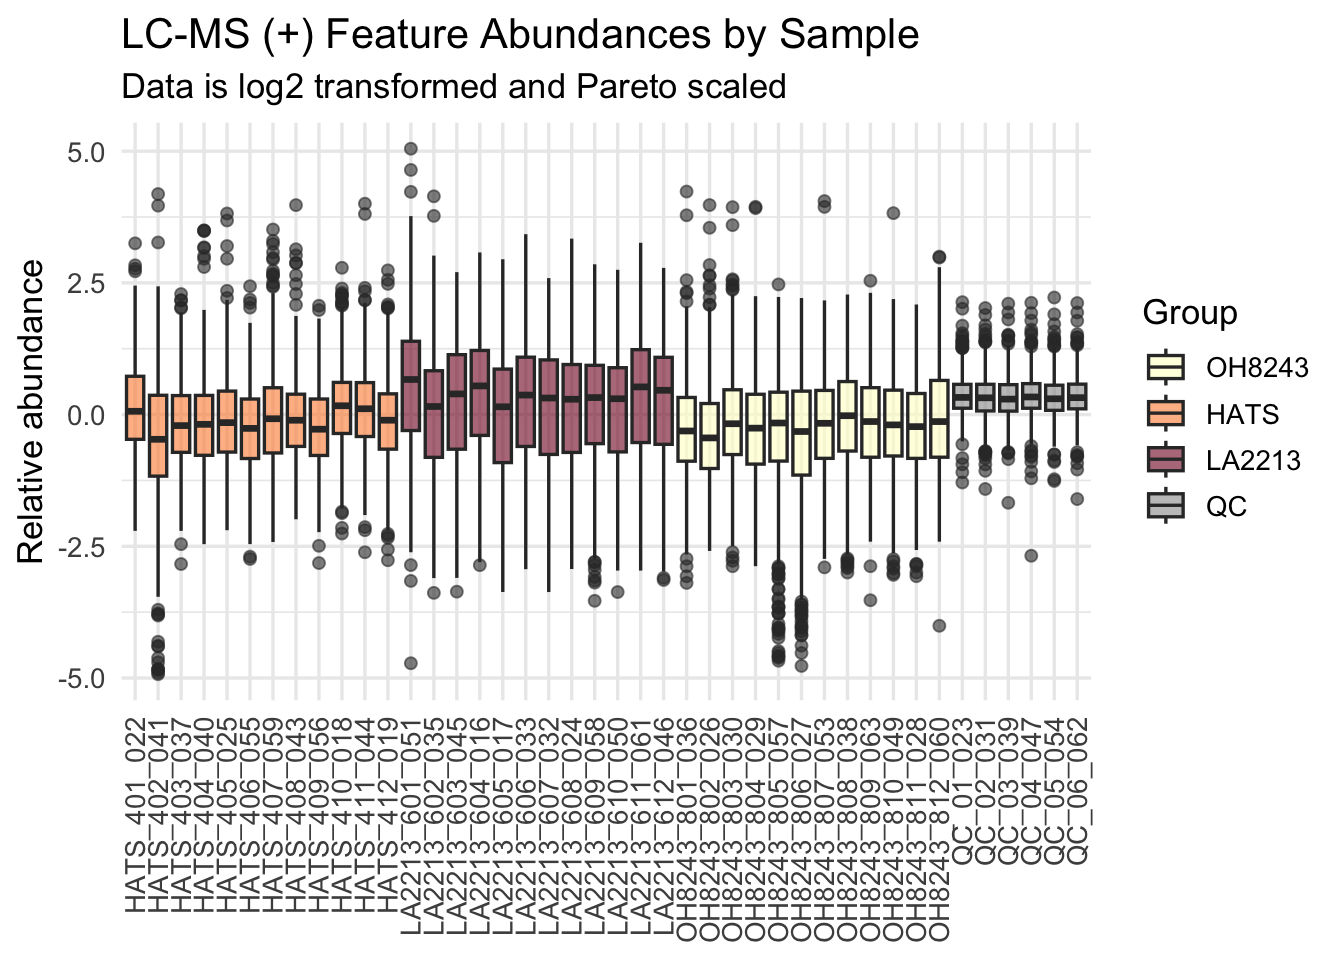 LC-MS (+) Feature Abundances by Sample
Data is log2 transformed and Pareto scaled
Relative abundance
5.0
2.5
0.0
-2.5
-5.0
HATS_401_022
HATS_402_041
HATS_403_037
HATS_404_040
HATS_405_025
HATS_406_055
HATS_407_059
HATS_408_043
HATS_409_056
HATS_410_018
HATS_411_044
HATS_412_019
LA2213_601_051
LA2213_602_035
LA2213_603_045
LA2213_604_016
LA2213_605_017
LA2213_606_033
LA2213_607_032
LA2213_608_024
LA2213_609_058
LA2213_610_050
LA2213_611_061
LA2213_612_046
OH8243_801_036
OH8243_802_026
OH8243_803_030
OH8243_804_029
OH8243_805_057
OH8243_806_027
OH8243_807_053
OH8243_808_038
OH8243_809_063
OH8243_810_049
OH8243_811_028
OH8243_812_060
QC_01_023
QC_02_031
QC_03_039
QC_04_047
QC_05_054
QC_06_062
Group
OH8243
HATS
LA2213
QC